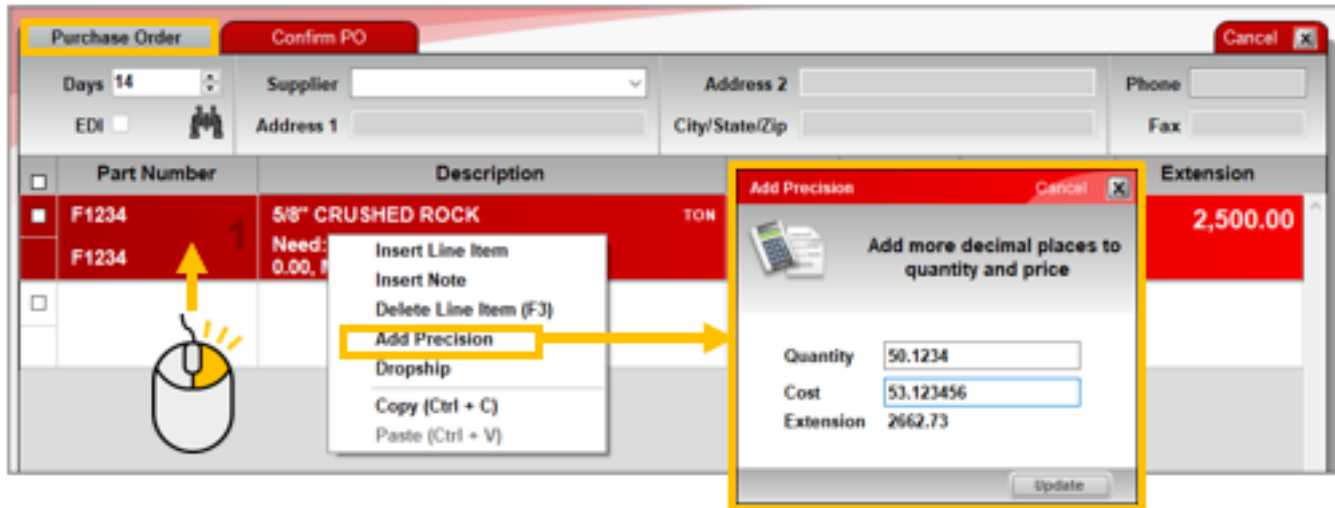 Purchase Order Confirm PO Cancel
Days 14 Supplier Address 2 Phone
EDI Address 1 City/State/Zip Fax
Part Number Description Extension
F1234 5/8" CRUSHED ROCK TON 2,500.00
1
F1234 Need:
0.00,
Insert Line Item
Insert Note
Delete Line Item (F3)
Add Precision
Dropship
Copy (Ctrl + C)
Paste (Ctrl + V)
Add Precision Cancel
Add more decimal places to
quantity and price
Quantity 50.1234
Cost 53.123456
Extension 2662.73
Update